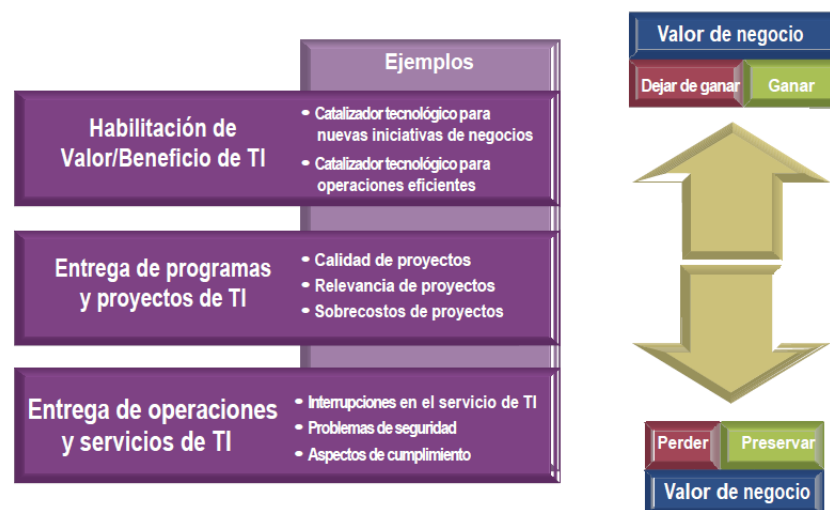 Ejemplos
Habilitación de
Valor/Beneficio de TI
• Catalizador tecnológico para
nuevas iniciativas de negocios
• Catalizador tecnológico para
operaciones eficientes
Entrega de programas
y proyectos de TI
• Calidad de proyectos
• Relevancia de proyectos
• Sobrecostos de proyectos
Entrega de operaciones
y servicios de TI
• Interrupciones en el servicio de TI
• Problemas de seguridad
• Aspectos de cumplimiento
Valor de negocio
Dejar de ganar
Ganar
Perder
Preservar
Valor de negocio